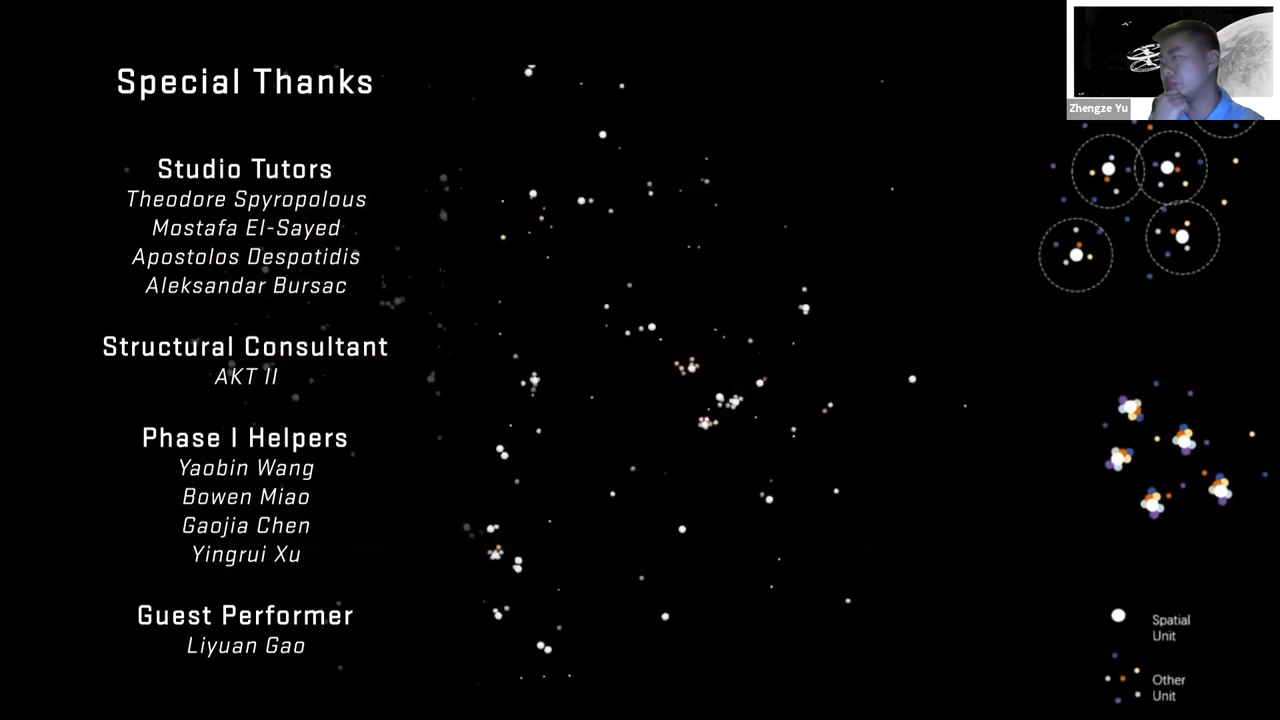 Special Thanks
Studio Tutors
Theodore Spyropolous
Mostafa El-Sayed
Apostolos Despotidis
Aleksandar Bursac
Structural Consultant
AKT II
Phase I Helpers
Yaobin Wang
Bowen Miao
Gaojia Chen
Yingrui Xu
Guest Performer
Liyuan Gao
Zhengze Yu
Spatial
Unit
Other
Unit